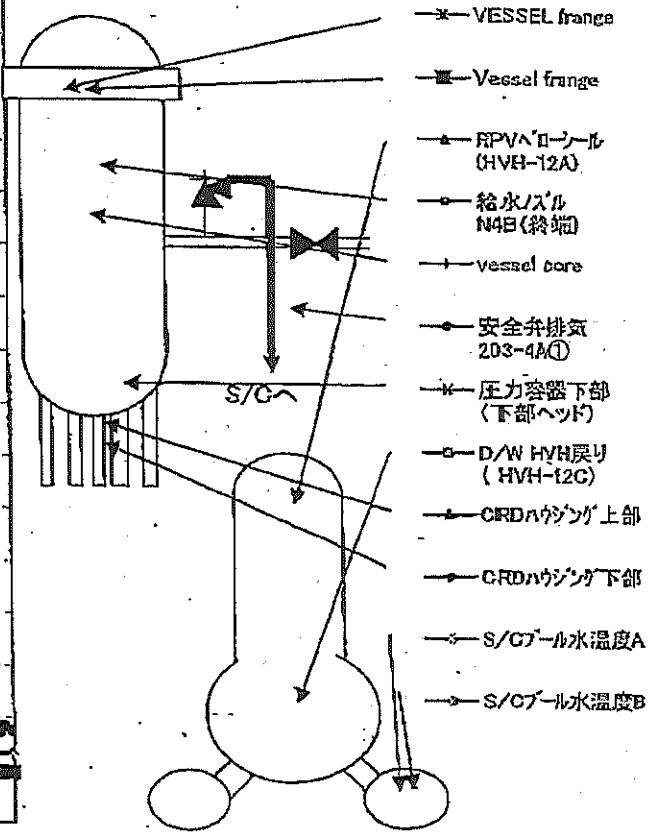 VESSEL frange
Vessel frange
RPVベローシール
(HVH-12A)
給水ノズル
N4B(終端)
vessel core
安全弁排気
203-4A①
圧力容器下部
(下部ヘッド)
D/W HVH戻り
( HVH-12C)
CRDハウジング上部
CRDハウジング下部
S/Cプール水温度A
S/Cプール水温度B
S/Cへ